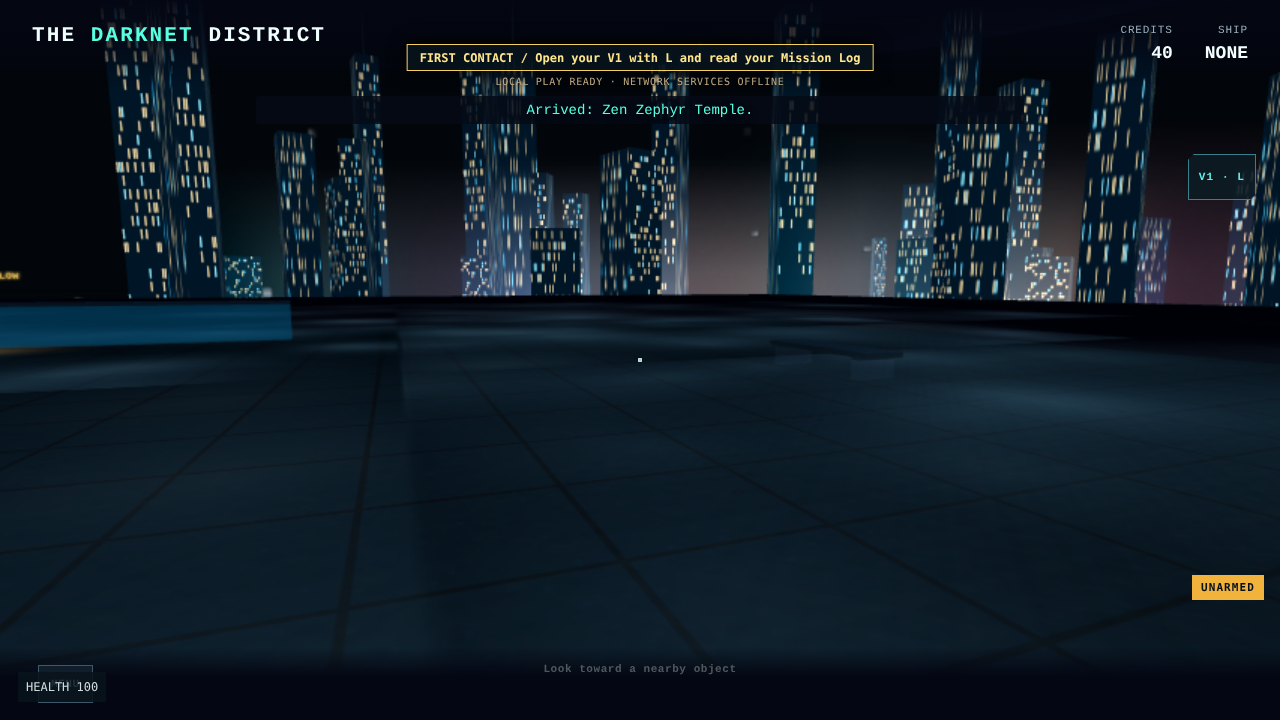 THE DARKNET DISTRICT
CREDITS
40
SHIP
NONE
FIRST CONTACT / Open your V1 with L and read your Mission Log
LOCAL PLAY READY · NETWORK SERVICES OFFLINE
Arrived: Zen Zephyr Temple.
V1 · L
UNARMED
Look toward a nearby object
HEALTH 100